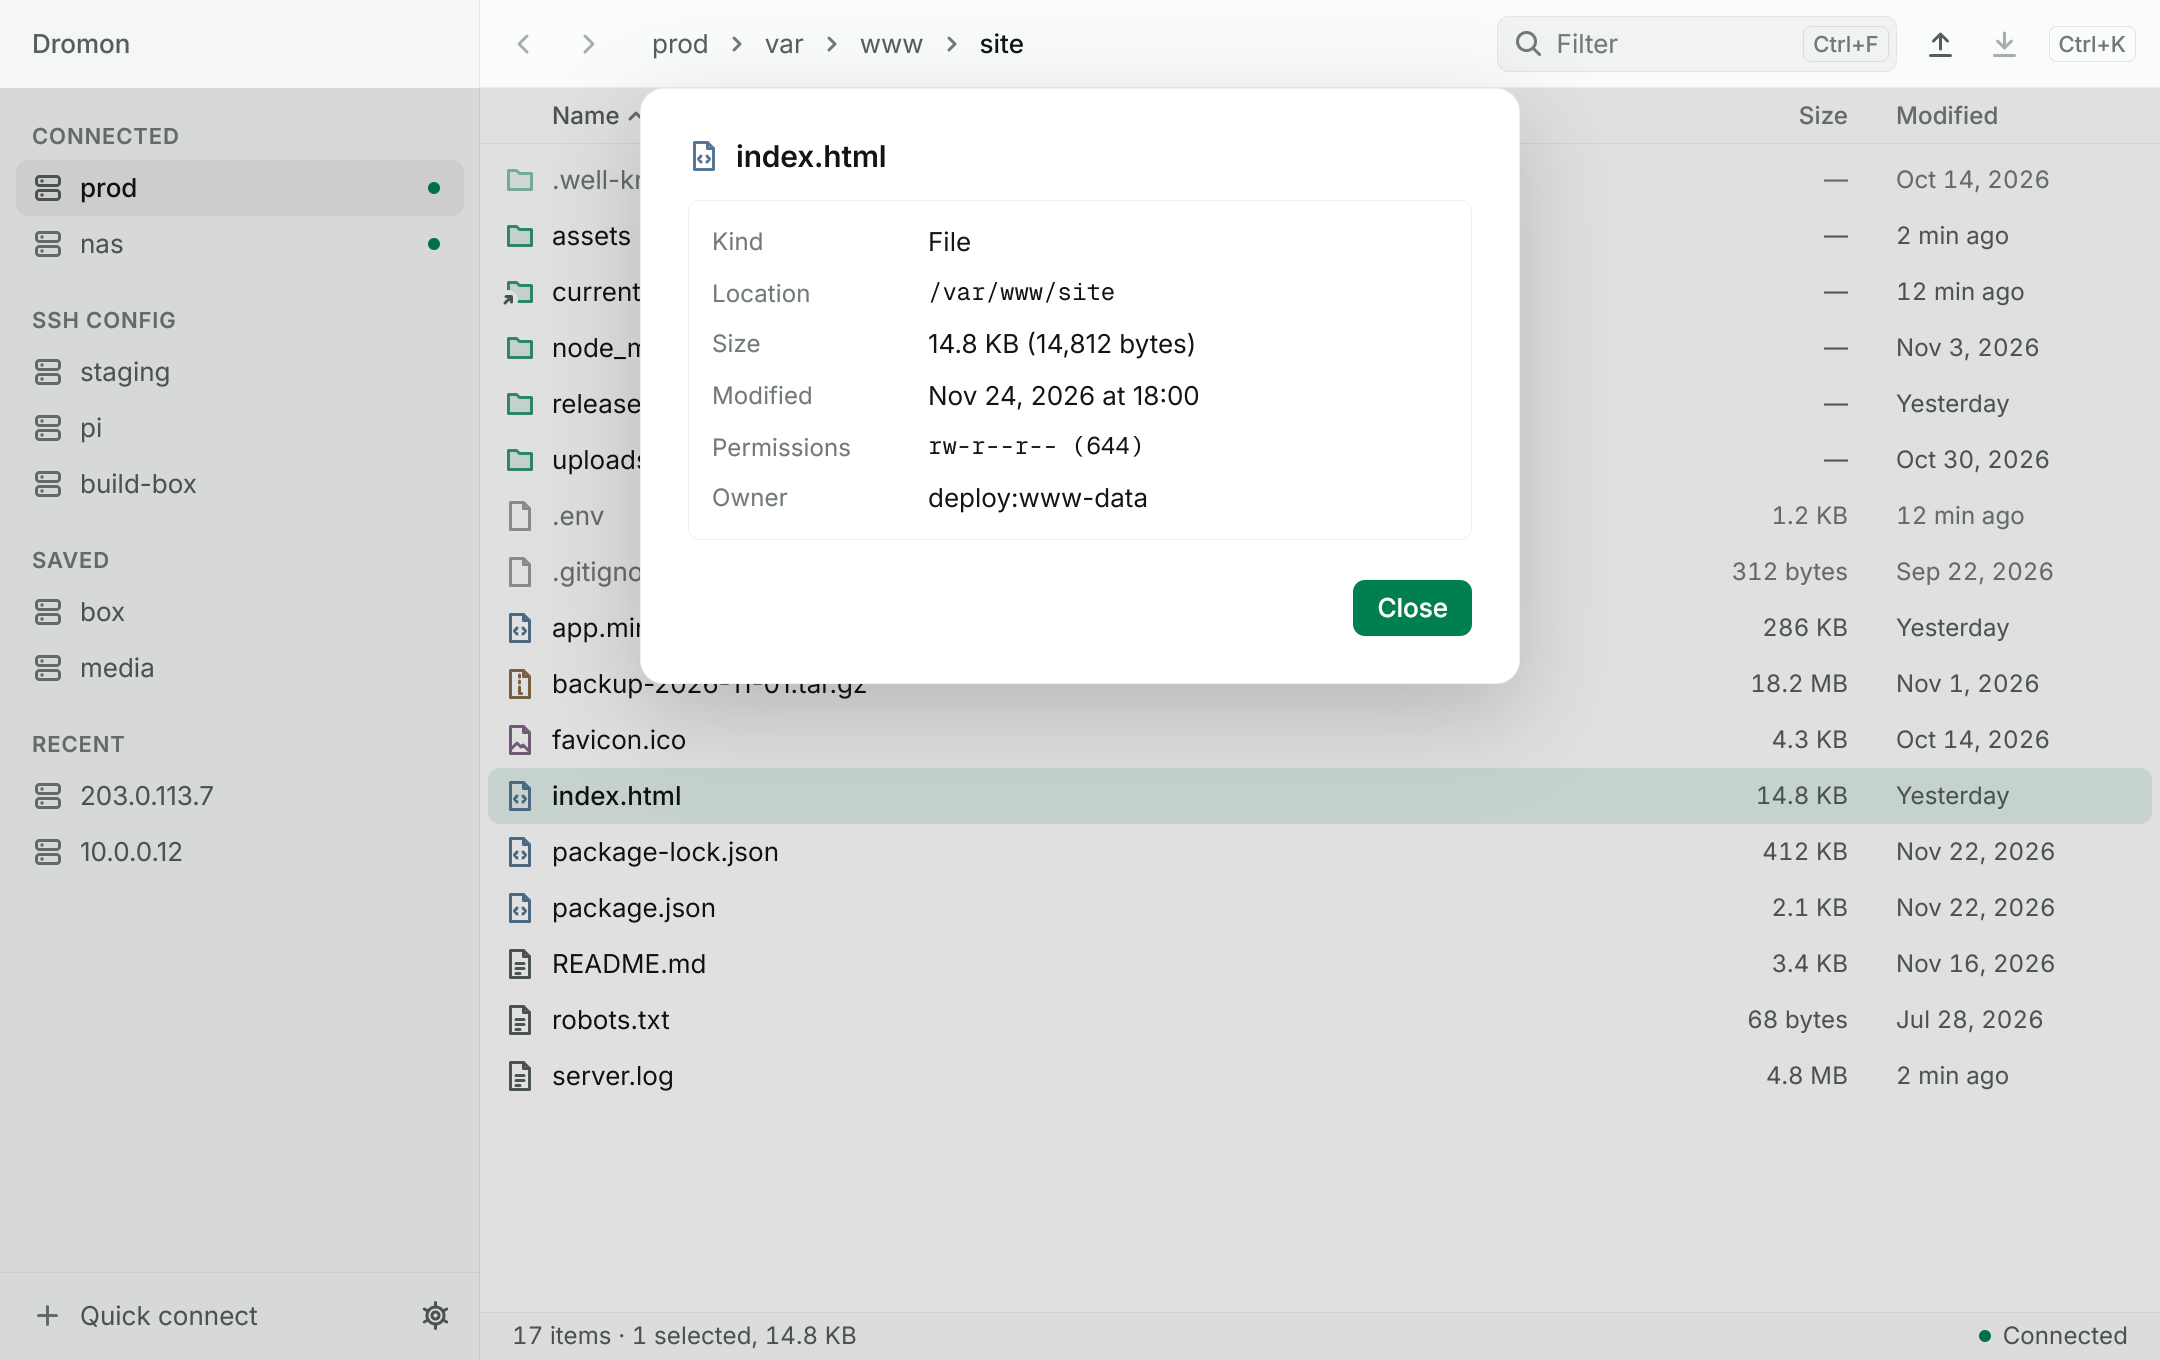 Dromon
prod > var > www > site
Filter
Ctrl+F
Ctrl+K
CONNECTED
prod
nas
SSH CONFIG
staging
pi
build-box
SAVED
box
media
RECENT
203.0.113.7
10.0.0.12
Quick connect
Name Size Modified
— Oct 14, 2026
assets — 2 min ago
current — 12 min ago
— Nov 3, 2026
— Yesterday
— Oct 30, 2026
.env 1.2 KB 12 min ago
312 bytes Sep 22, 2026
286 KB Yesterday
backup-2026-11-01.tar.gz 18.2 MB Nov 1, 2026
favicon.ico 4.3 KB Oct 14, 2026
index.html 14.8 KB Yesterday
package-lock.json 412 KB Nov 22, 2026
package.json 2.1 KB Nov 22, 2026
README.md 3.4 KB Nov 16, 2026
robots.txt 68 bytes Jul 28, 2026
server.log 4.8 MB 2 min ago
index.html
Kind File
Location /var/www/site
Size 14.8 KB (14,812 bytes)
Modified Nov 24, 2026 at 18:00
Permissions rw-r--r-- (644)
Owner deploy:www-data
Close
17 items · 1 selected, 14.8 KB
Connected